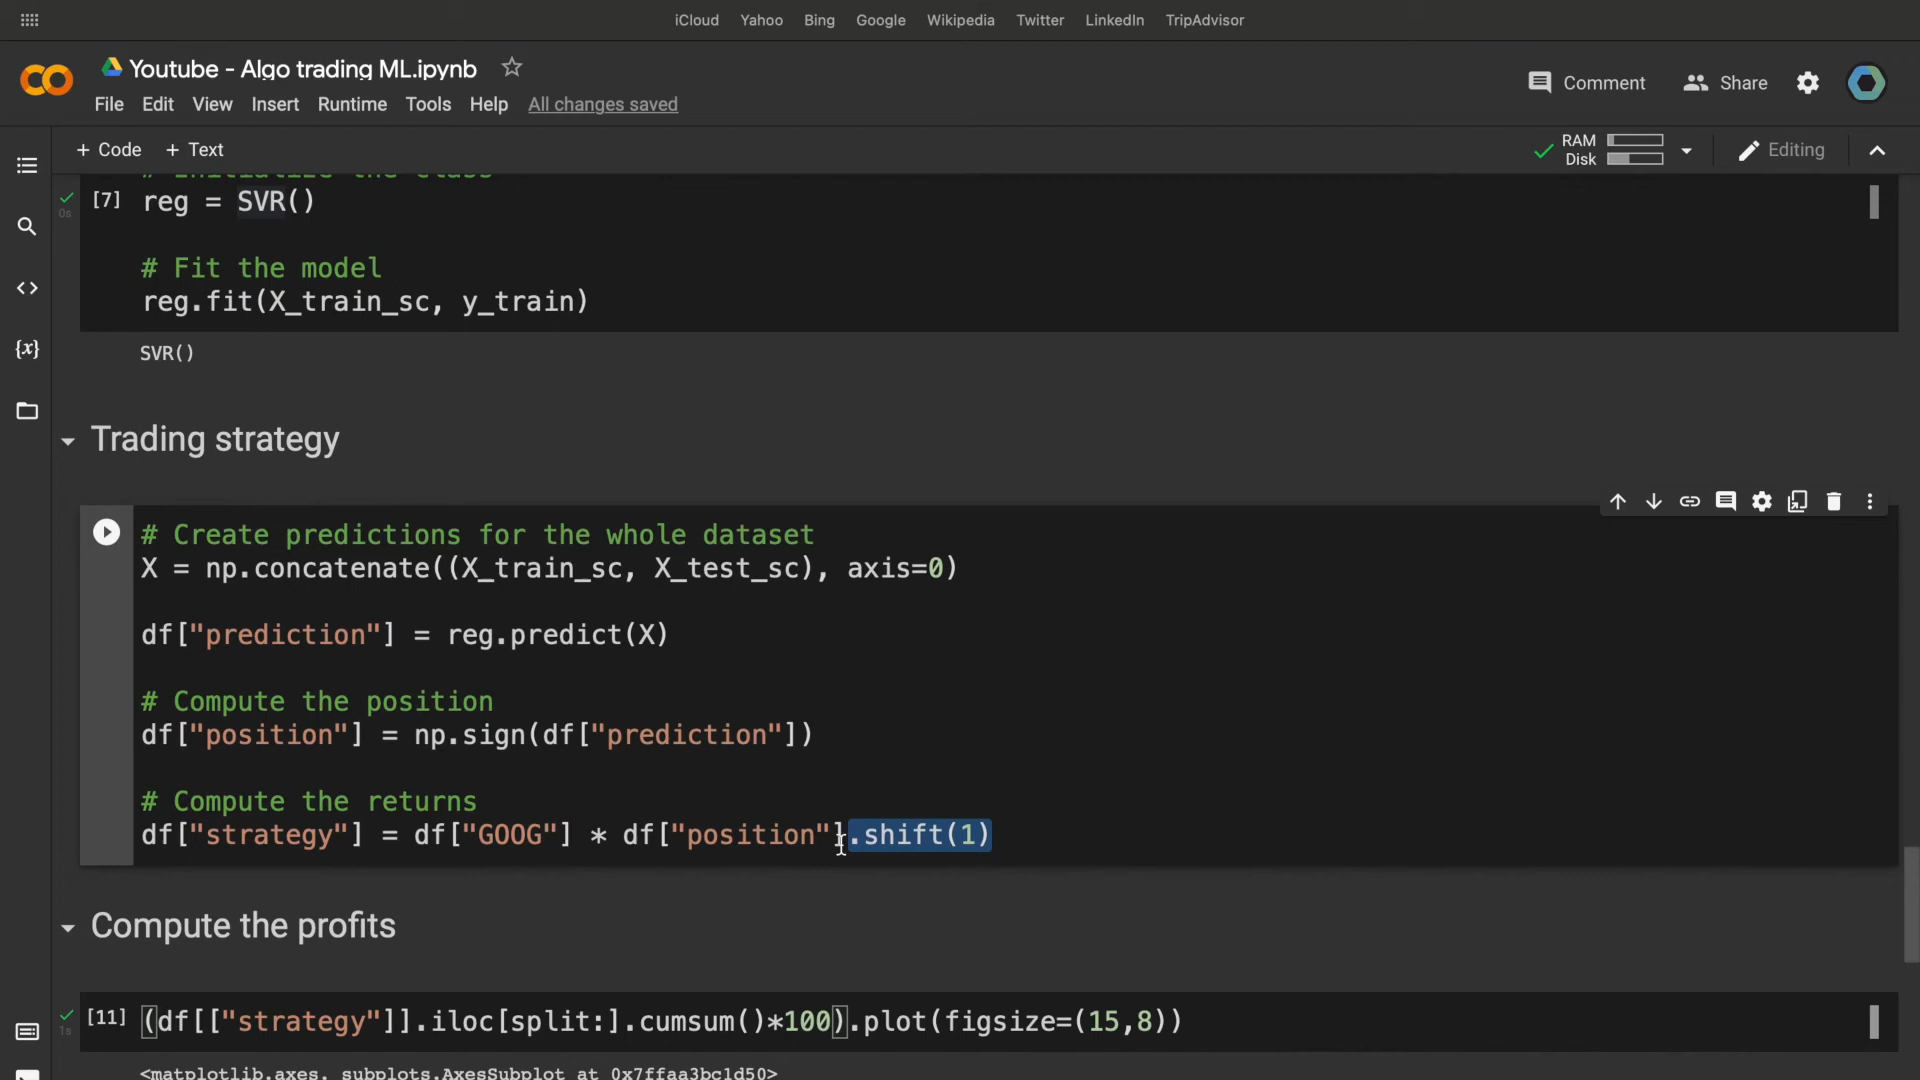 iCloud Yahoo Bing Google Wikipedia Twitter LinkedIn TripAdvisor
Youtube - Algo trading ML.ipynb
Comment Share
File Edit View Insert Runtime Tools Help All changes saved
+ Code + Text
RAM
Disk
Editing
# Initialize the class
[7] reg = SVR()
0s
# Fit the model
reg.fit(X_train_sc, y_train)
SVR()
Trading strategy
# Create predictions for the whole dataset
X = np.concatenate((X_train_sc, X_test_sc), axis=0)
df["prediction"] = reg.predict(X)
# Compute the position
df["position"] = np.sign(df["prediction"])
# Compute the returns
df["strategy"] = df["GOOG"] * df["position"].shift(1)
Compute the profits
[11] (df[["strategy"]].iloc[split:].cumsum()*100).plot(figsize=(15,8))
1s
<matplotlib.axes._subplots.AxesSubplot at 0x7ffaa3bc1d50>